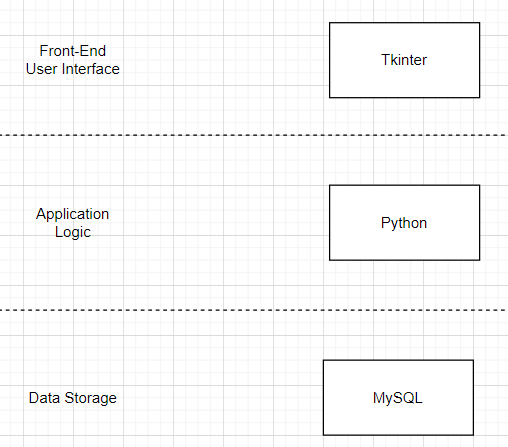 Front-End
User Interface
Tkinter
Application
Logic
Python
Data Storage
MySQL